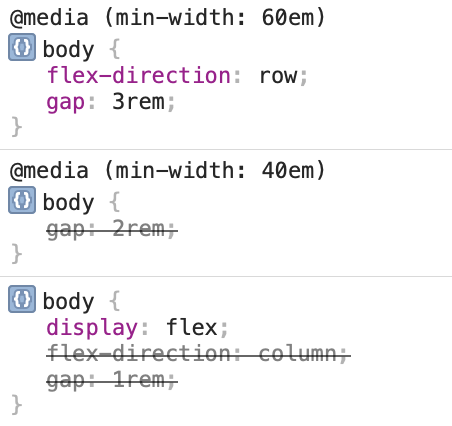 @media (min-width: 60em)
body {
flex-direction: row;
gap: 3rem;
}
@media (min-width: 40em)
body {
gap: 2rem;
}
body {
display: flex;
flex-direction: column;
gap: 1rem;
}